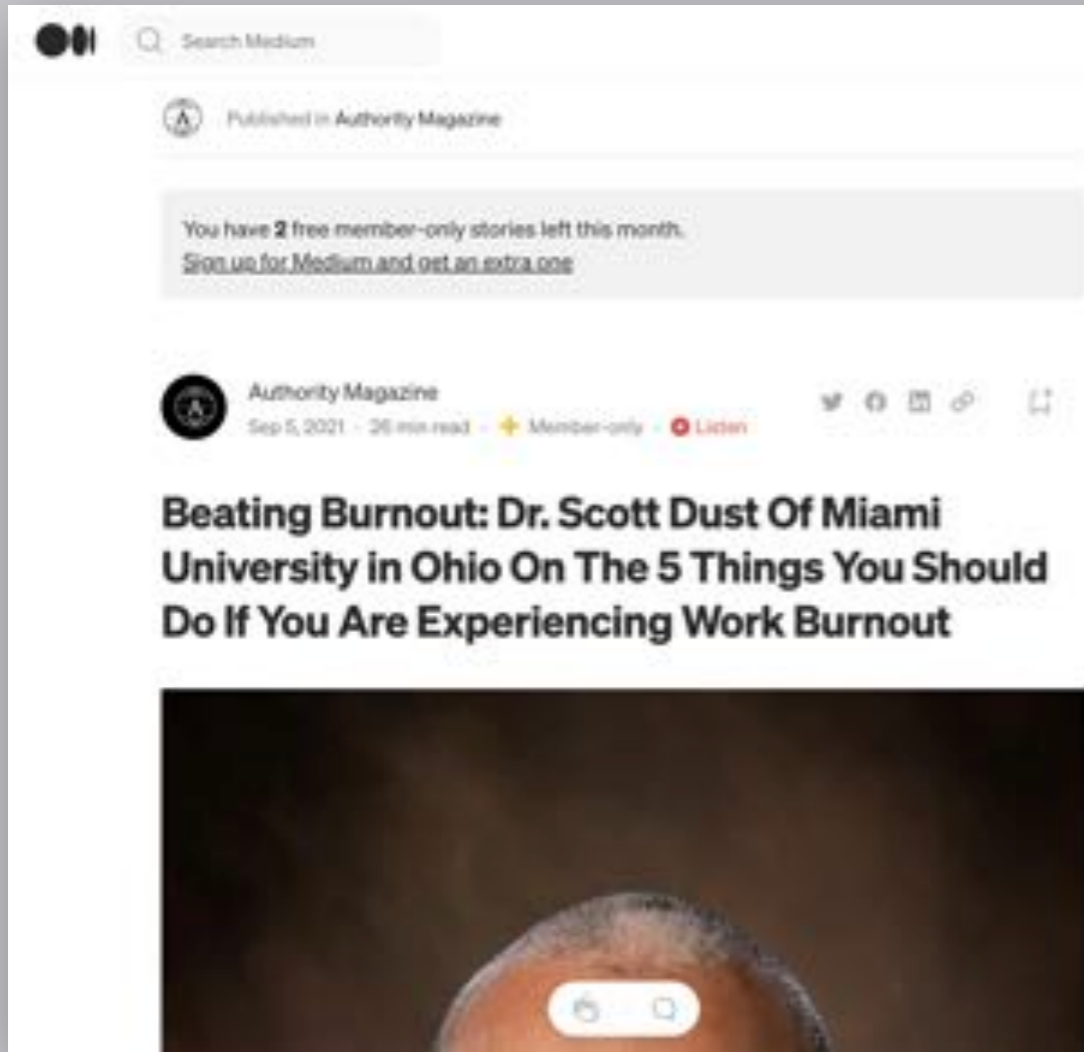 Search Medium
Published in Authority Magazine
You have 2 free member-only stories left this month.
Sign up for Medium and get an extra one
Authority Magazine
Sep 5, 2021 · 26 min read · Member-only · Listen
Beating Burnout: Dr. Scott Dust Of Miami
University in Ohio On The 5 Things You Should
Do If You Are Experiencing Work Burnout